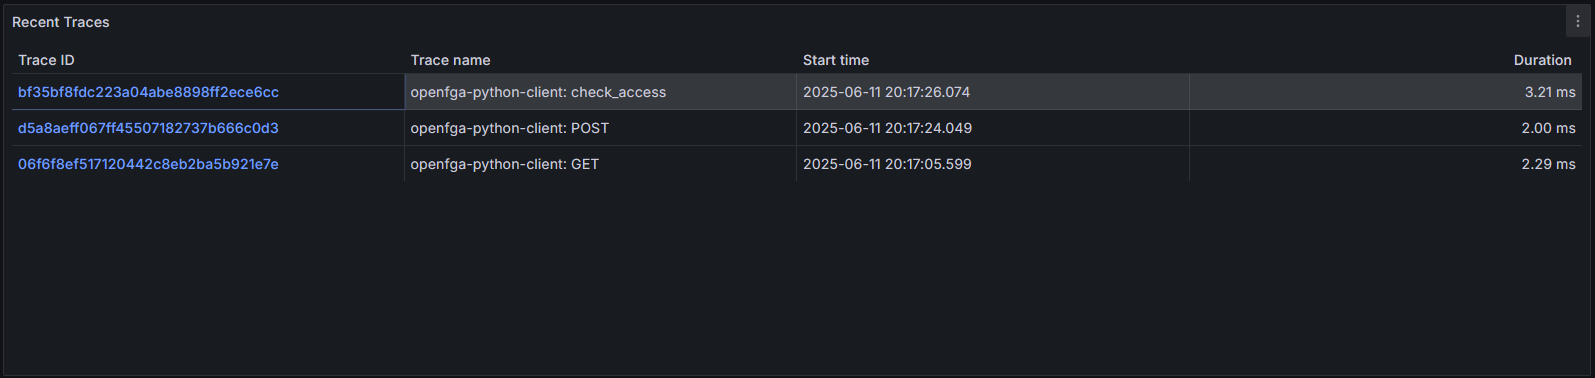 Recent Traces
Trace ID Trace name Start time Duration
bf35bf8fdc223a04abe8898ff2ece6cc openfga-python-client: check_access 2025-06-11 20:17:26.074 3.21 ms
d5a8aeff067ff45507182737b666c0d3 openfga-python-client: POST 2025-06-11 20:17:24.049 2.00 ms
06f6f8ef517120442c8eb2ba5b921e7e openfga-python-client: GET 2025-06-11 20:17:05.599 2.29 ms